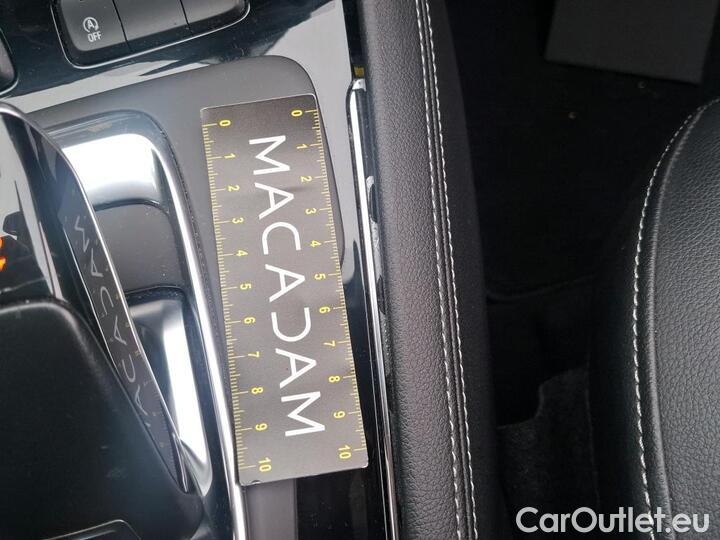 OFF
0 0
1 1
2 2
3 3
4 4
5 5
6 6
7 7
8 8
9 9
10 10
MACADAM
MACADAM
CarOutlet.eu